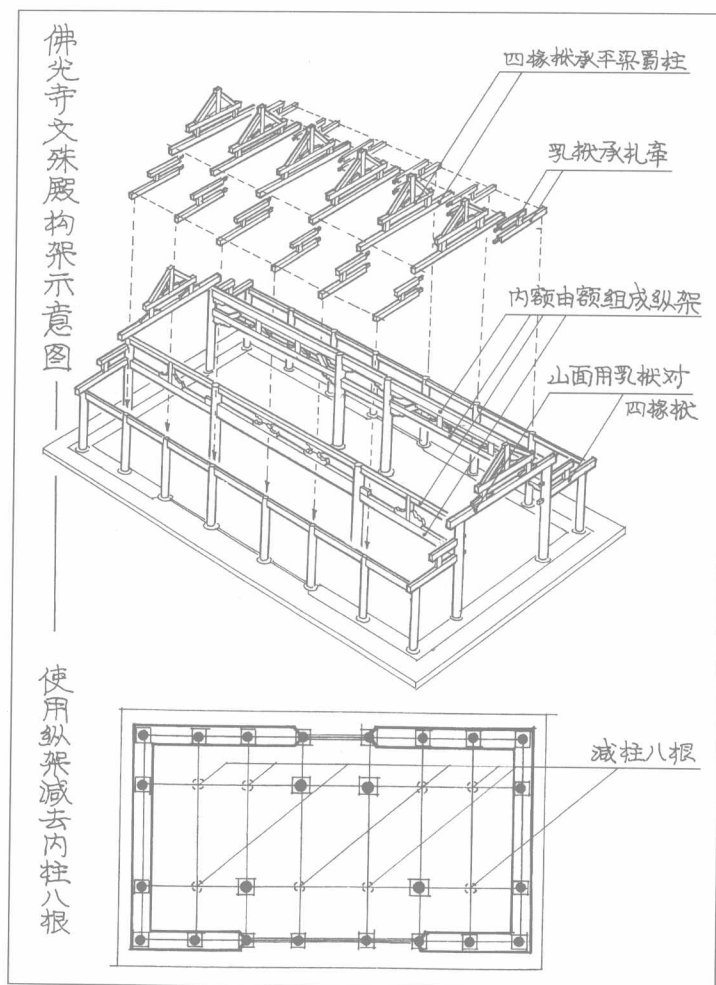 佛光寺文殊殿构架示意图——使用纵架减去内柱八根
四椽栿承平梁蜀柱
乳栿承扎牵
内额由额组成纵架
山面用乳栿对
四椽栿
减柱八根